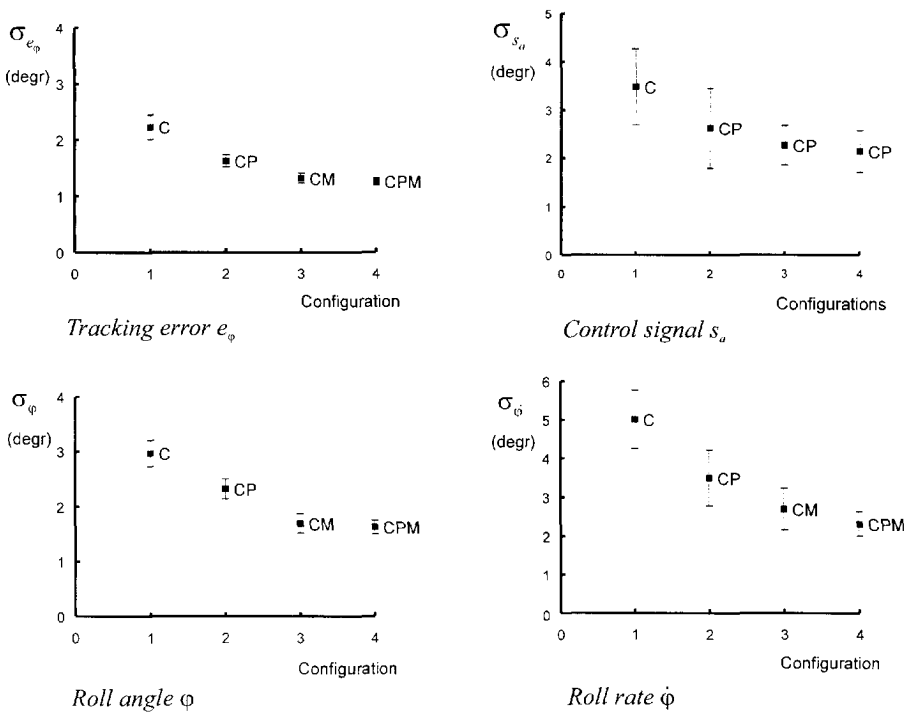 σ_{e_φ}
(degr)
4
3
2
1
0
C
CP
CM
CPM
0 1 2 3 4
Configuration
Tracking error e_φ
σ_{s_a}
(degr)
5
4
3
2
1
0
C
CP
CP
CP
0 1 2 3 4
Configurations
Control signal s_a
σ_φ
(degr)
4
3
2
1
0
C
CP
CM
CPM
0 1 2 3 4
Configuration
Roll angle φ
σ_φ̇
(degr)
6
5
4
3
2
1
0
C
CP
CM
CPM
0 1 2 3 4
Configuration
Roll rate φ̇